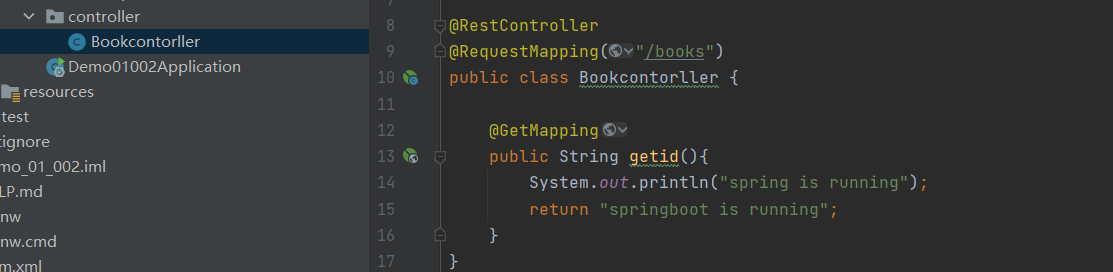 controller
Bookcontorller
Demo01002Application
resources
test
tignore
mo_01_002.iml
LP.md
nw
nw.cmd
m.xml
8 @RestController
9 @RequestMapping("/books")
10 public class Bookcontorller {
11
12 @GetMapping
13 public String getid(){
14 System.out.println("spring is running");
15 return "springboot is running";
16 }
17 }